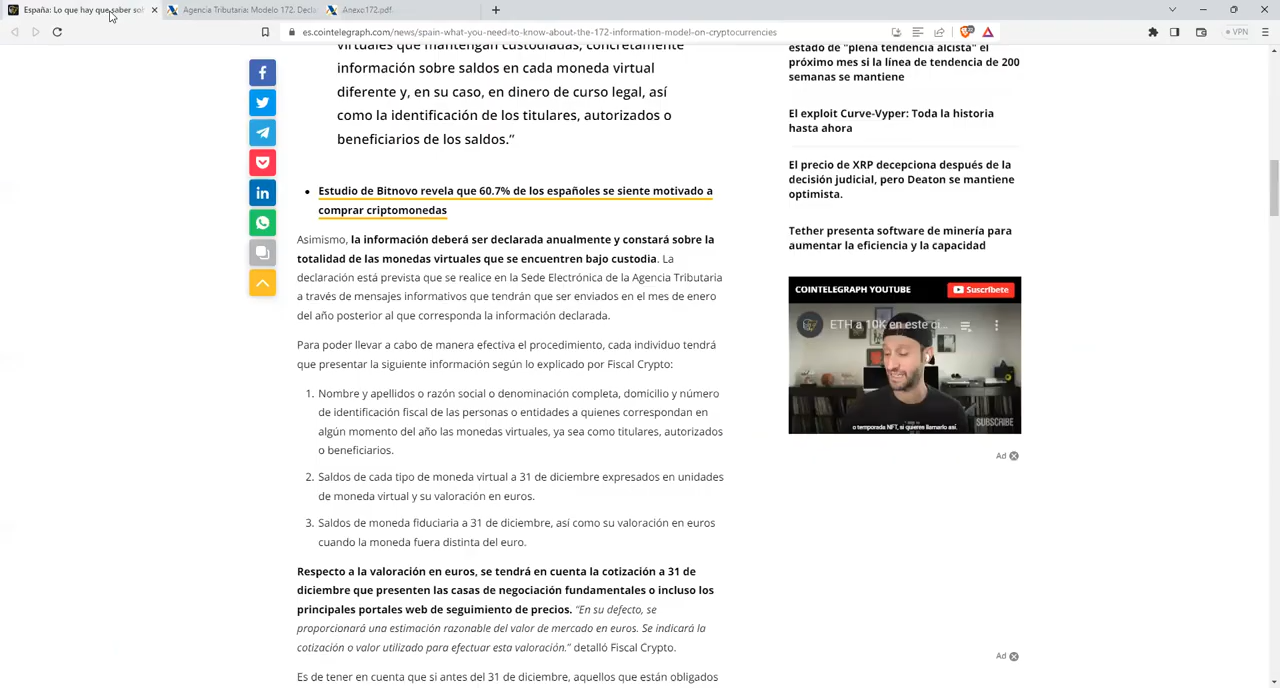 España: Lo que hay que saber sob
Agencia Tributaria: Modelo 172. Decla
Anexo172.pdf
es.cointelegraph.com/news/spain-what-you-need-to-know-about-the-172-information-model-on-cryptocurrencies
VPN
virtuales que mantengan custodiadas, concretamente
información sobre saldos en cada moneda virtual
diferente y, en su caso, en dinero de curso legal, así
como la identificación de los titulares, autorizados o
beneficiarios de los saldos.”
Estudio de Bitnovo revela que 60.7% de los españoles se siente motivado a
comprar criptomonedas
Asimismo, la información deberá ser declarada anualmente y constará sobre la
totalidad de las monedas virtuales que se encuentren bajo custodia. La
declaración está prevista que se realice en la Sede Electrónica de la Agencia Tributaria
a través de mensajes informativos que tendrán que ser enviados en el mes de enero
del año posterior al que corresponda la información declarada.
Para poder llevar a cabo de manera efectiva el procedimiento, cada individuo tendrá
que presentar la siguiente información según lo explicado por Fiscal Crypto:
1. Nombre y apellidos o razón social o denominación completa, domicilio y número
de identificación fiscal de las personas o entidades a quienes correspondan en
algún momento del año las monedas virtuales, ya sea como titulares, autorizados
o beneficiarios.
2. Saldos de cada tipo de moneda virtual a 31 de diciembre expresados en unidades
de moneda virtual y su valoración en euros.
3. Saldos de moneda fiduciaria a 31 de diciembre, así como su valoración en euros
cuando la moneda fuera distinta del euro.
Respecto a la valoración en euros, se tendrá en cuenta la cotización a 31 de
diciembre que presenten las casas de negociación fundamentales o incluso los
principales portales web de seguimiento de precios. “En su defecto, se
proporcionará una estimación razonable del valor de mercado en euros. Se indicará la
cotización o valor utilizado para efectuar esta valoración.” detalló Fiscal Crypto.
Es de tener en cuenta que si antes del 31 de diciembre, aquellos que están obligados
estado de "plena tendencia alcista" el
próximo mes si la línea de tendencia de 200
semanas se mantiene
El exploit Curve-Vyper: Toda la historia
hasta ahora
El precio de XRP decepciona después de la
decisión judicial, pero Deaton se mantiene
optimista.
Tether presenta software de minería para
aumentar la eficiencia y la capacidad
COINTELEGRAPH YOUTUBE
Suscríbete
ETH a 10K en este ci...
o temporada NFT, si quieres llamarlo así.
SUBSCRIBE
Ad
Ad